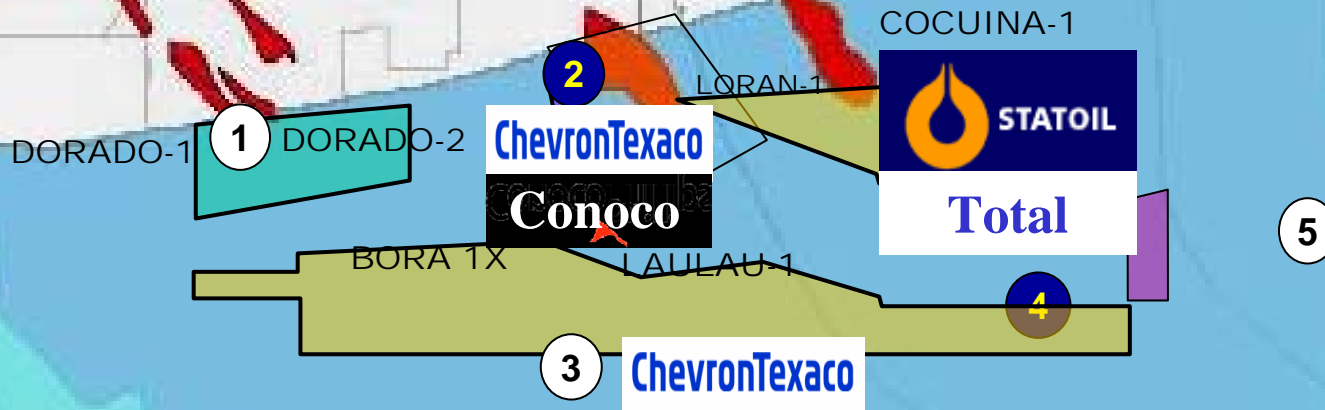 COCUINA-1
2
LORAN-1
STATOIL
1
DORADO-2
ChevronTexaco
DORADO-1
Conoco
Total
5
BORA 1X
LAULAU-1
4
3
ChevronTexaco